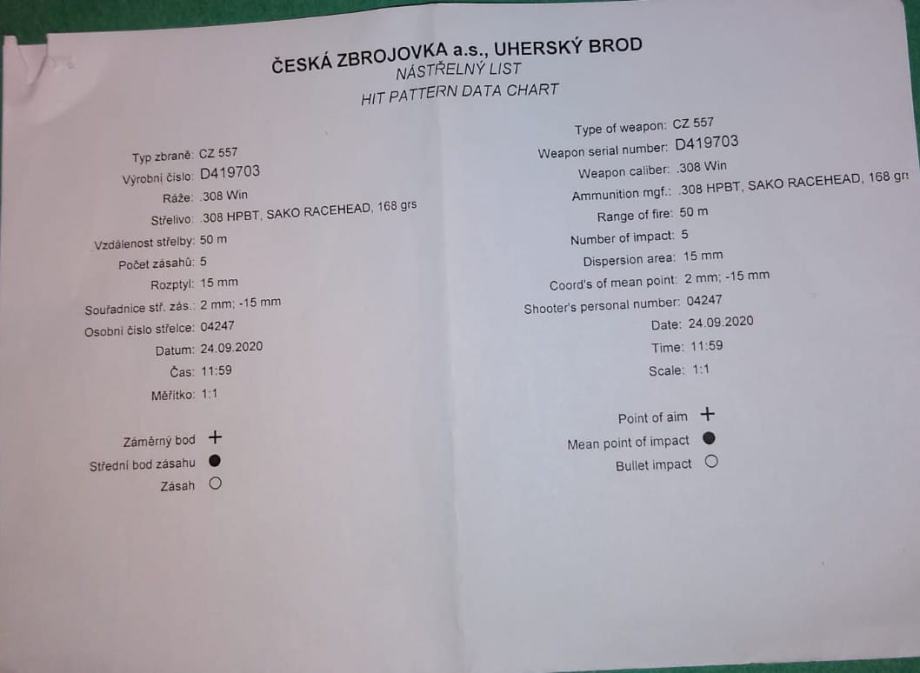 ČESKÁ ZBROJOVKA a.s., UHERSKÝ BROD
NÁSTŘELNÝ LIST
HIT PATTERN DATA CHART
Typ zbraně: CZ 557
Výrobní číslo: D419703
Ráže: .308 Win
Střelivo: .308 HPBT, SAKO RACEHEAD, 168 grs
Vzdálenost střelby: 50 m
Počet zásahů: 5
Rozptyl: 15 mm
Souřadnice stř. zás.: 2 mm; -15 mm
Osobní číslo střelce: 04247
Datum: 24.09.2020
Čas: 11:59
Měřítko: 1:1
Záměrný bod
Střední bod zásahu
Zásah
Type of weapon: CZ 557
Weapon serial number: D419703
Weapon caliber: .308 Win
Ammunition mgf.: .308 HPBT, SAKO RACEHEAD, 168 grs
Range of fire: 50 m
Number of impact: 5
Dispersion area: 15 mm
Coord's of mean point: 2 mm; -15 mm
Shooter's personal number: 04247
Date: 24.09.2020
Time: 11:59
Scale: 1:1
Point of aim
Mean point of impact
Bullet impact